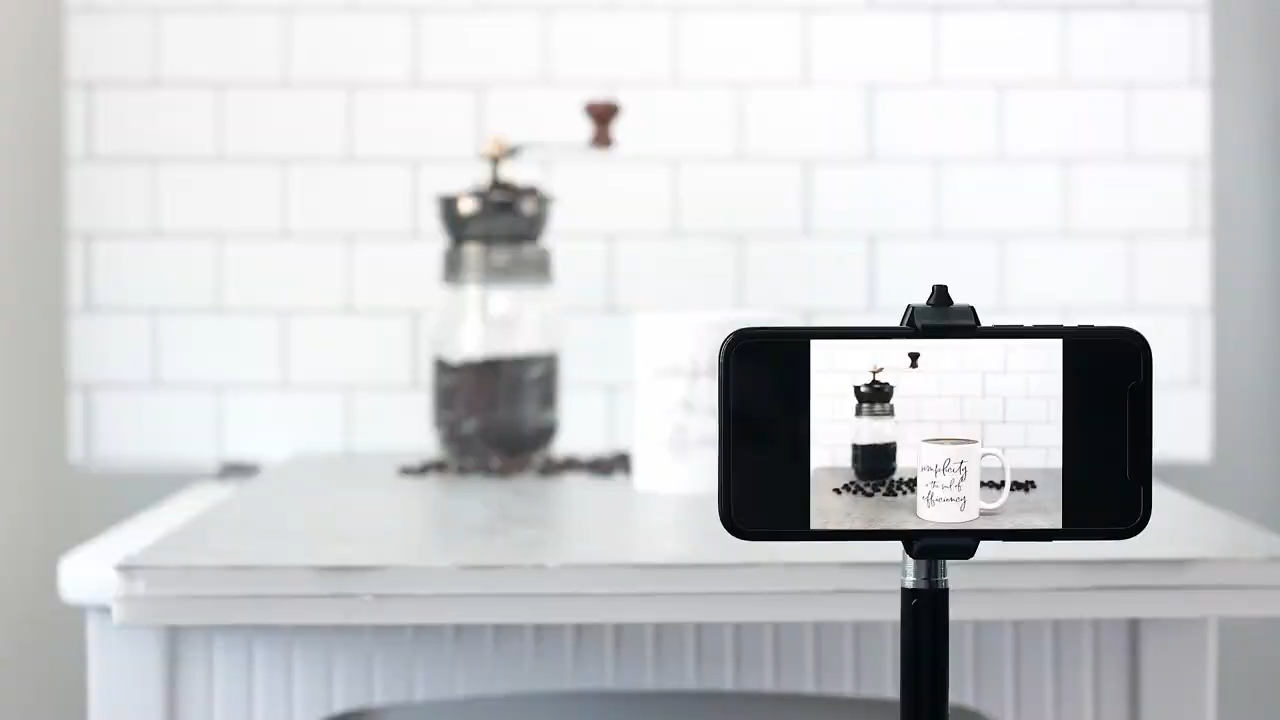 simplicity
is the soul of
efficiency